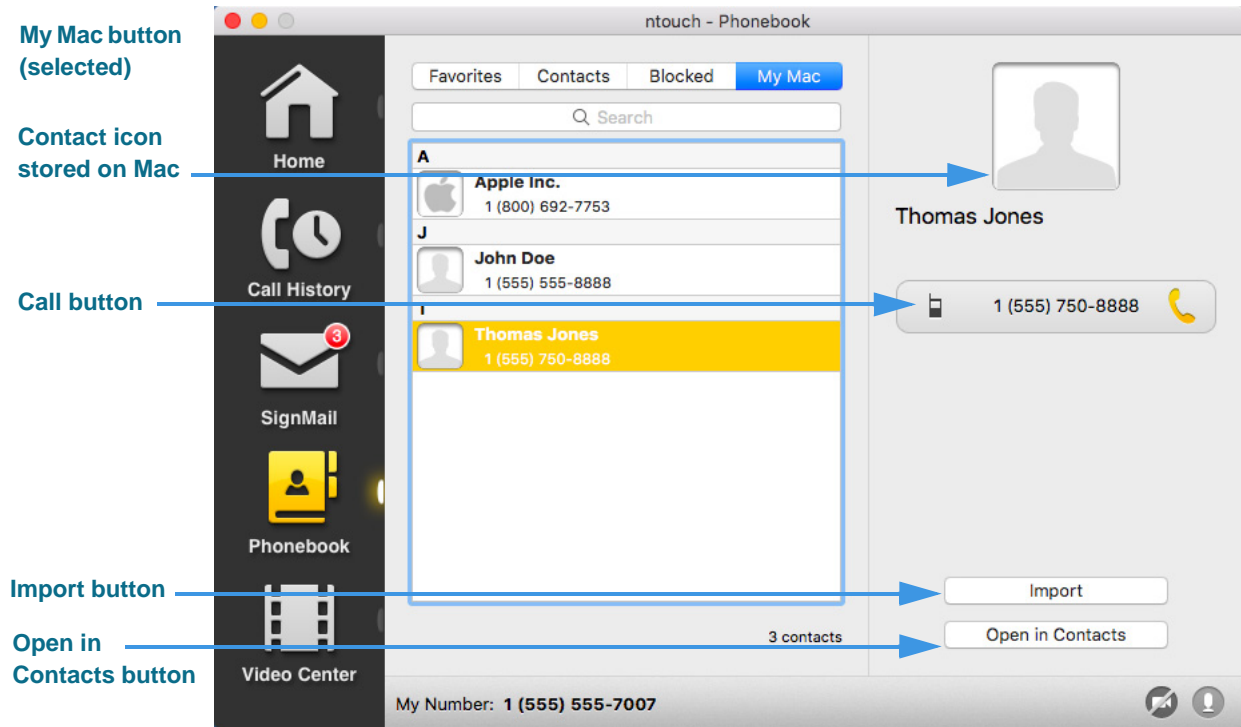 ntouch - Phonebook
My Mac button
(selected)
Contact icon
stored on Mac
Call button
Import button
Open in
Contacts button
Home
Call History
3
SignMail
Phonebook
Video Center
Favorites Contacts Blocked My Mac
Search
A
Apple Inc.
1 (800) 692-7753
J
John Doe
1 (555) 555-8888
T
Thomas Jones
1 (555) 750-8888
3 contacts
Thomas Jones
1 (555) 750-8888
Import
Open in Contacts
My Number: 1 (555) 555-7007